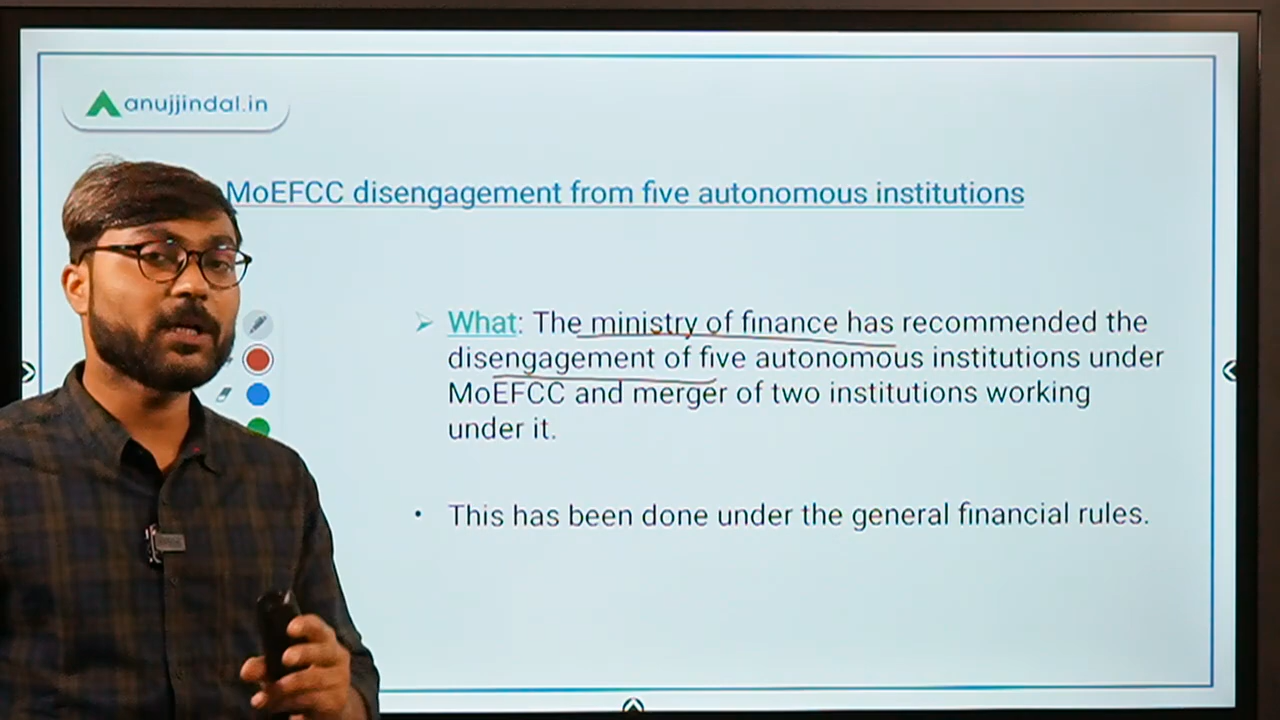 anujjindal.in
MoEFCC disengagement from five autonomous institutions
What: The ministry of finance has recommended the
disengagement of five autonomous institutions under
MoEFCC and merger of two institutions working
under it.
This has been done under the general financial rules.